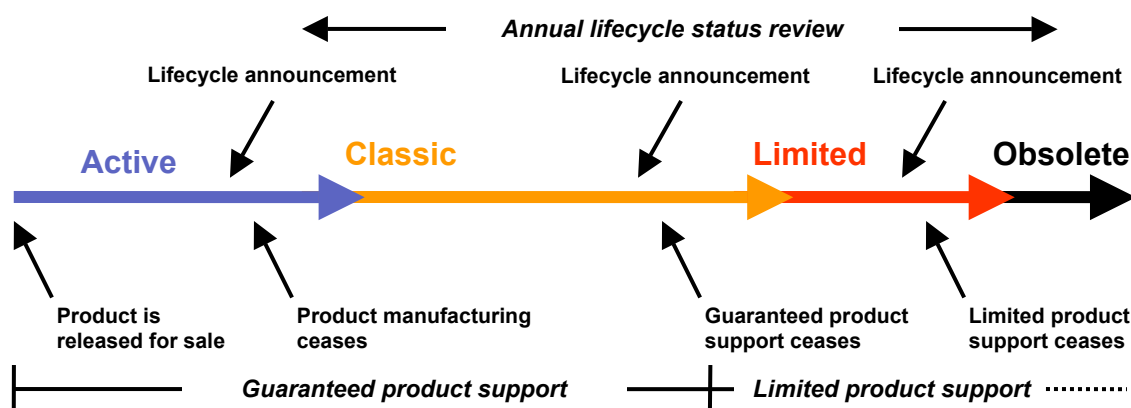 Annual lifecycle status review
Lifecycle announcement
Lifecycle announcement
Lifecycle announcement
Active
Classic
Limited
Obsolete
Product is
released for sale
Product manufacturing
ceases
Guaranteed product
support ceases
Limited product
support ceases
Guaranteed product support
Limited product support